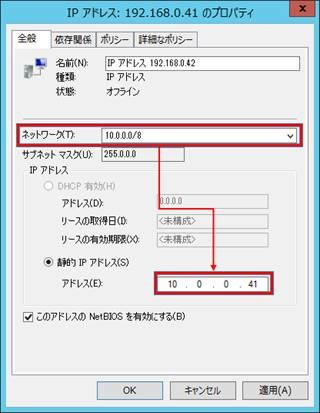 IP アドレス: 192.168.0.41 のプロパティ
全般
依存関係
ポリシー
詳細なポリシー
名前(N):
IP アドレス 192.168.0.42
種類:
IP アドレス
状態:
オフライン
ネットワーク(T):
10.0.0.0/8
サブネット マスク(U):
255.0.0.0
IP アドレス
DHCP 有効(H)
アドレス(D):
0.0.0.0
リースの取得日(I):
<未構成>
リースの有効期限(X):
<未構成>
静的 IP アドレス(S)
アドレス(E):
10 . 0 . 0 . 41
このアドレスの NetBIOS を有効にする(B)
OK
キャンセル
適用(A)